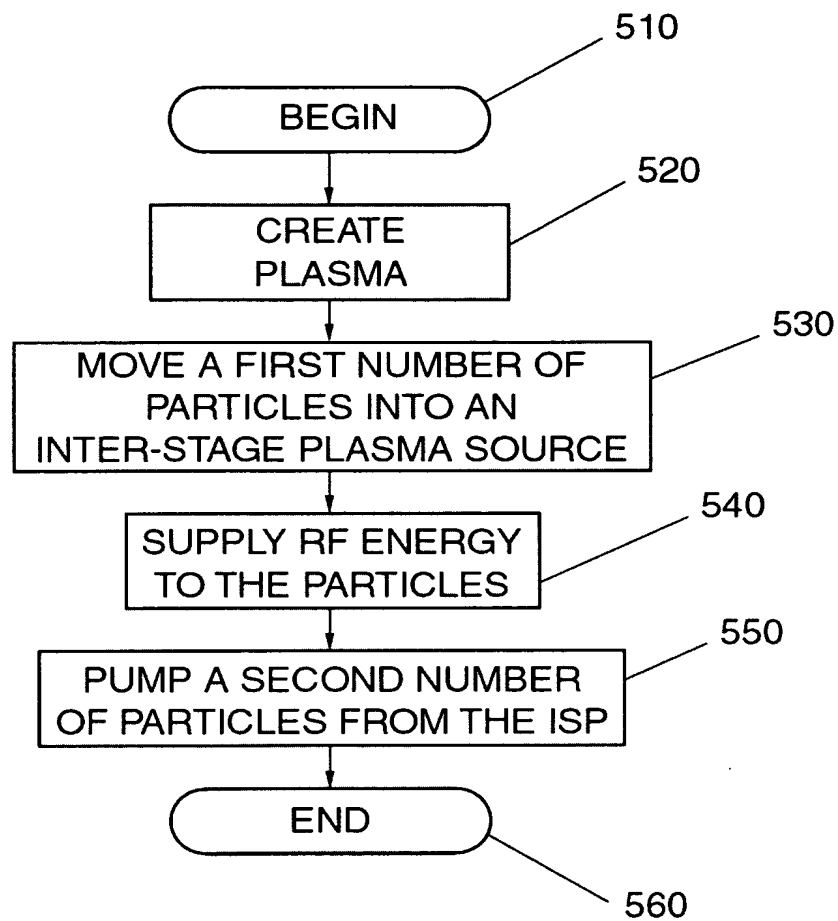 510
BEGIN
520
CREATE
PLASMA
530
MOVE A FIRST NUMBER OF
PARTICLES INTO AN
INTER-STAGE PLASMA SOURCE
540
SUPPLY RF ENERGY
TO THE PARTICLES
550
PUMP A SECOND NUMBER
OF PARTICLES FROM THE ISP
END
560